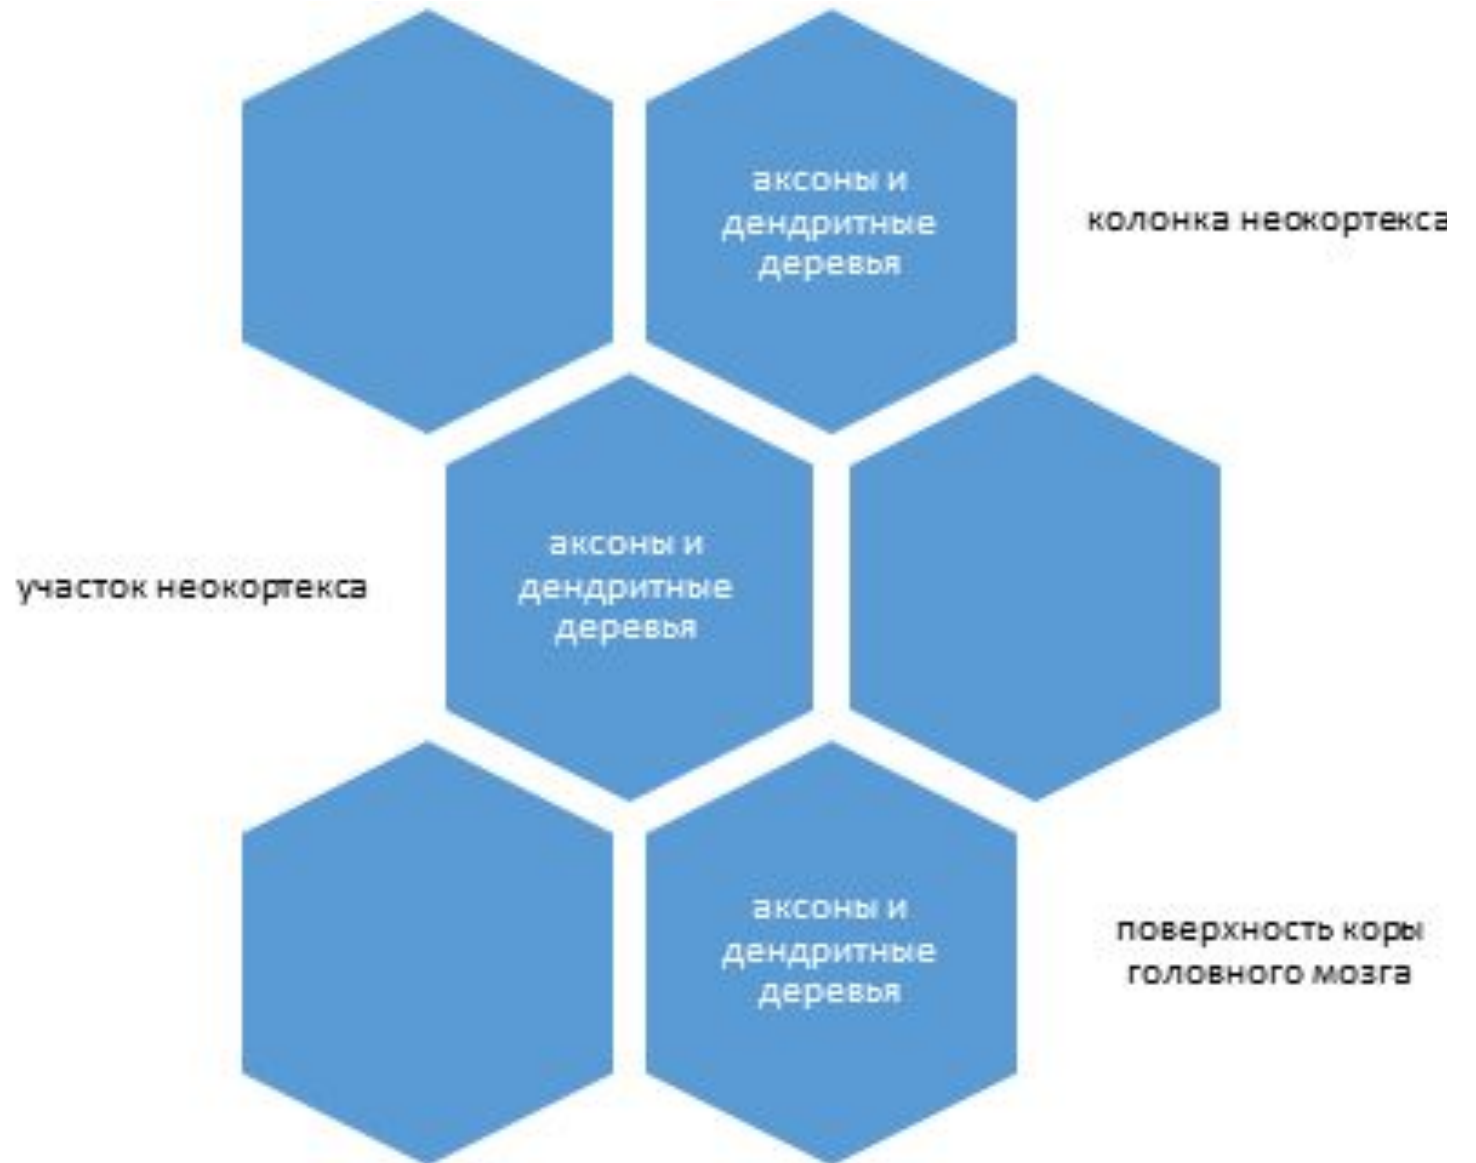 аксоны и
дендритные
деревья
колонка неокортекса
участок неокортекса
аксоны и
дендритные
деревья
аксоны и
дендритные
деревья
поверхность коры
головного мозга